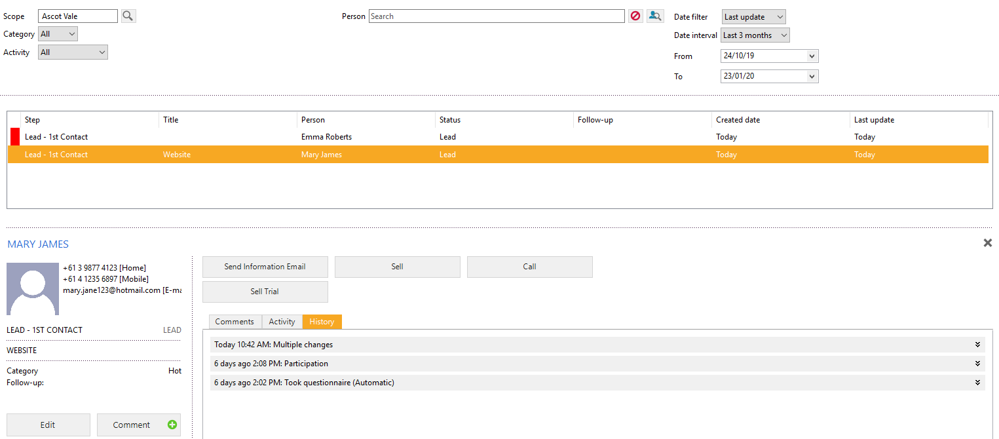 Scope Ascot Vale Person Search Date filter Last update
Category All Date interval Last 3 months
Activity All From 24/10/19
To 23/01/20
Step Title Person Status Follow-up Created date Last update
Lead - 1st Contact Emma Roberts Lead Today Today
Lead - 1st Contact Website Mary James Lead Today Today
MARY JAMES
+61 3 9877 4123 [Home]
+61 4 1235 6897 [Mobile]
mary.jane123@hotmail.com [E-ma
LEAD - 1ST CONTACT LEAD
WEBSITE
Category Hot
Follow-up:
Edit Comment
Send Information Email Sell Call
Sell Trial
Comments Activity History
Today 10:42 AM: Multiple changes
6 days ago 2:08 PM: Participation
6 days ago 2:02 PM: Took questionnaire (Automatic)